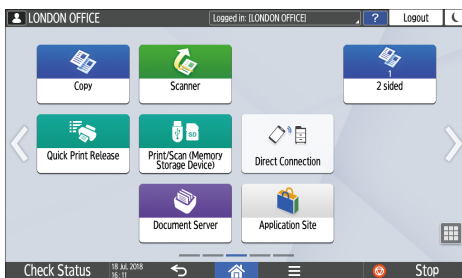 LONDON OFFICE
Logged in: [LONDON OFFICE]
?
Logout
Copy
Scanner
1
2 sided
Quick Print Release
SD
Print/Scan (Memory
Storage Device)
Direct Connection
Document Server
Application Site
Check Status
18 Jul. 2018
16:11
Stop